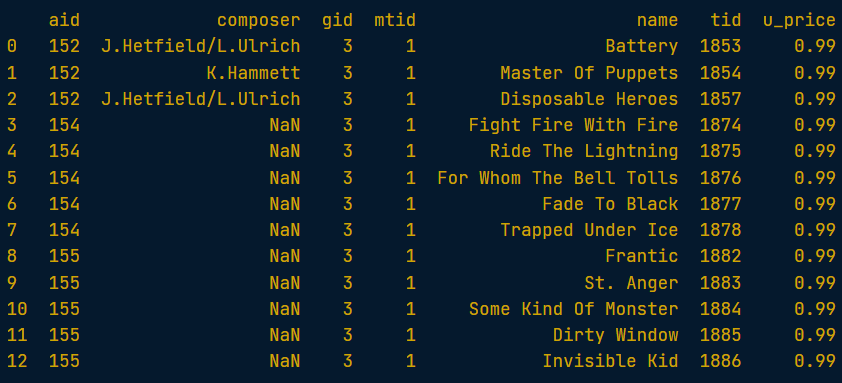 aid composer gid mtid name tid u_price
0 152 J.Hetfield/L.Ulrich 3 1 Battery 1853 0.99
1 152 K.Hammett 3 1 Master Of Puppets 1854 0.99
2 152 J.Hetfield/L.Ulrich 3 1 Disposable Heroes 1857 0.99
3 154 NaN 3 1 Fight Fire With Fire 1874 0.99
4 154 NaN 3 1 Ride The Lightning 1875 0.99
5 154 NaN 3 1 For Whom The Bell Tolls 1876 0.99
6 154 NaN 3 1 Fade To Black 1877 0.99
7 154 NaN 3 1 Trapped Under Ice 1878 0.99
8 155 NaN 3 1 Frantic 1882 0.99
9 155 NaN 3 1 St. Anger 1883 0.99
10 155 NaN 3 1 Some Kind Of Monster 1884 0.99
11 155 NaN 3 1 Dirty Window 1885 0.99
12 155 NaN 3 1 Invisible Kid 1886 0.99